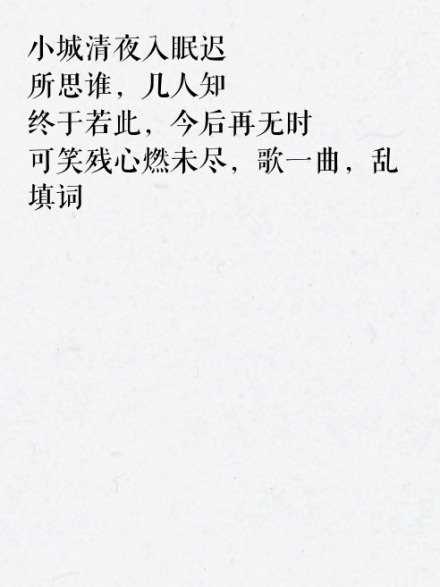 小城清夜入眠迟
所思谁，几人知
终于若此，今后再无时
可笑残心燃未尽，歌一曲，乱
填词